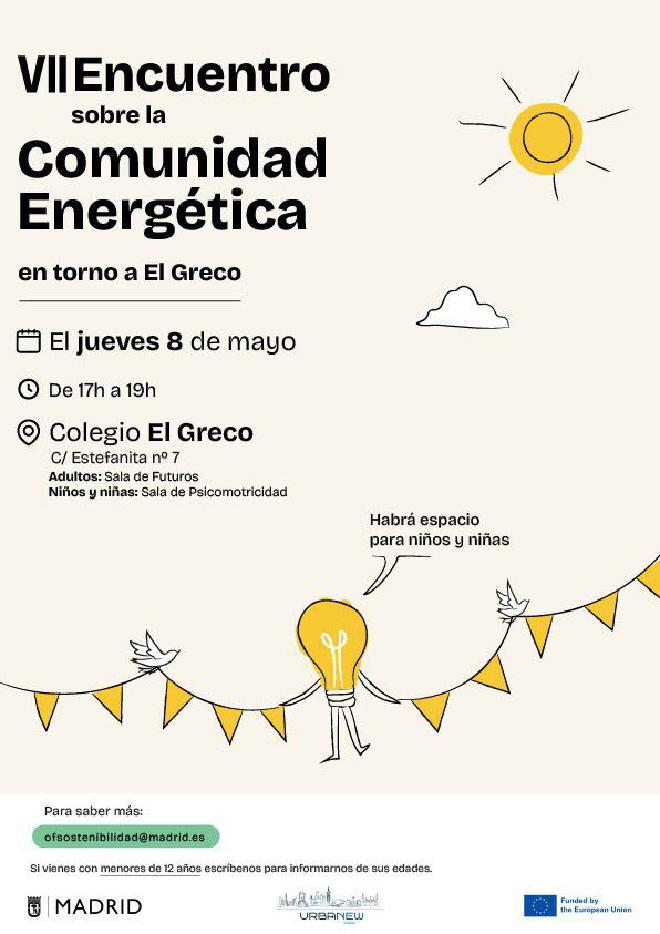 VII Encuentro
sobre la
Comunidad
Energética
en torno a El Greco
El jueves 8 de mayo
De 17h a 19h
Colegio El Greco
C/ Estefanita nº 7
Adultos: Sala de Futuros
Niños y niñas: Sala de Psicomotricidad
Habrá espacio
para niños y niñas
Para saber más:
ofsostenibilidad@madrid.es
Si vienes con menores de 12 años escríbenos para informarnos de sus edades.
MADRID
URBANEW
Funded by
the European Union